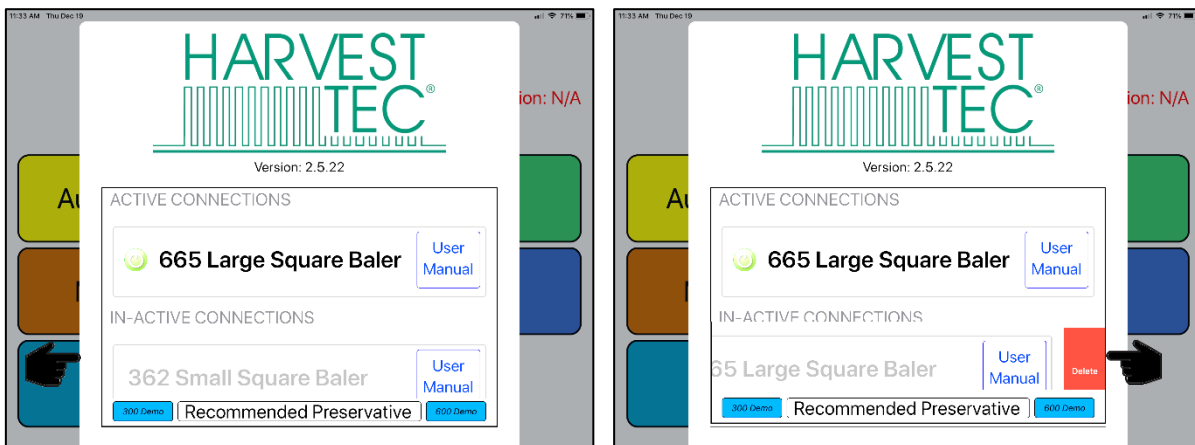 11:33 AM Thu Dec 19
71%
HARVEST
TEC®
ion: N/A
Version: 2.5.22
Au
ACTIVE CONNECTIONS
665 Large Square Baler
User
Manual
IN-ACTIVE CONNECTIONS
362 Small Square Baler
User
Manual
300 Demo
Recommended Preservative
600 Demo
11:33 AM Thu Dec 19
71%
HARVEST
TEC®
ion: N/A
Version: 2.5.22
Au
ACTIVE CONNECTIONS
665 Large Square Baler
User
Manual
IN-ACTIVE CONNECTIONS
65 Large Square Baler
User
Manual
Delete
300 Demo
Recommended Preservative
600 Demo